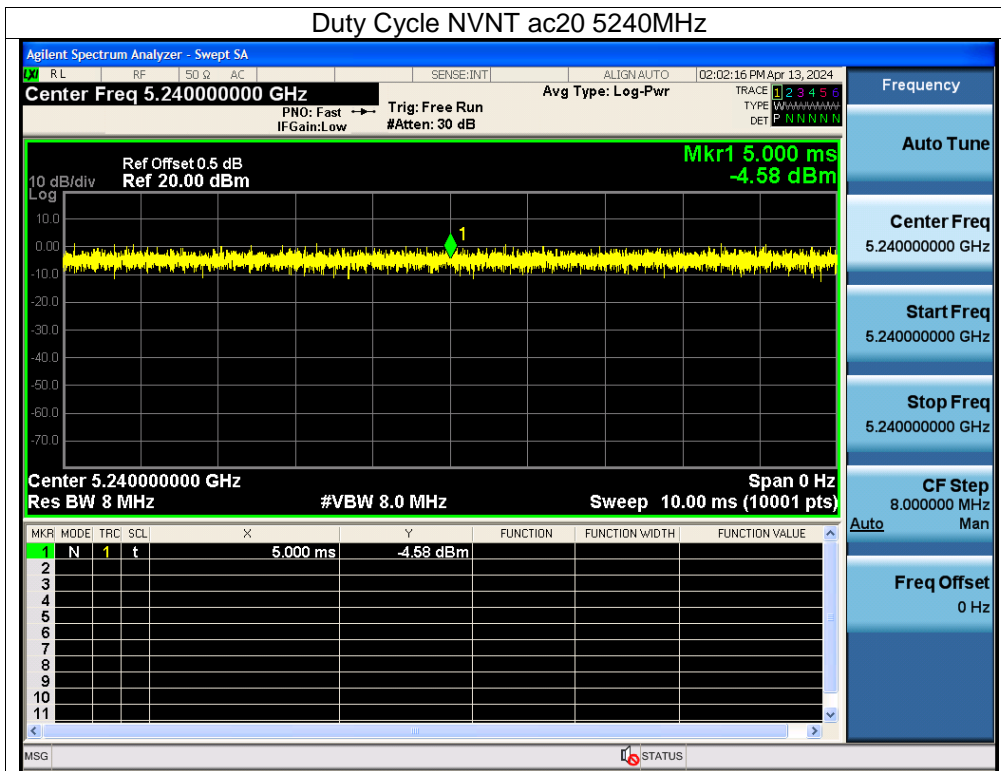 Duty Cycle NVNT ac20 5240MHz
Agilent Spectrum Analyzer - Swept SA
LXI RL RF 50 Ω AC SENSE:INT ALIGN AUTO 02:02:16 PM Apr 13, 2024
Center Freq 5.240000000 GHz Avg Type: Log-Pwr TRACE 1 2 3 4 5 6
PNO: Fast Trig: Free Run TYPE WWWWWW
IFGain:Low #Atten: 30 dB DET P N N N N N
Mkr1 5.000 ms
Ref Offset 0.5 dB
10 dB/div Ref 20.00 dBm -4.58 dBm
Log
10.0
1
0.00
-10.0
-20.0
-30.0
-40.0
-50.0
-60.0
-70.0
Center 5.240000000 GHz Span 0 Hz
Res BW 8 MHz #VBW 8.0 MHz Sweep 10.00 ms (10001 pts)
MKR MODE TRC SCL X Y FUNCTION FUNCTION WIDTH FUNCTION VALUE
1 N 1 t 5.000 ms -4.58 dBm
2
3
4
5
6
7
8
9
10
11
MSG STATUS
Frequency
Auto Tune
Center Freq
5.240000000 GHz
Start Freq
5.240000000 GHz
Stop Freq
5.240000000 GHz
CF Step
8.000000 MHz
Auto Man
Freq Offset
0 Hz